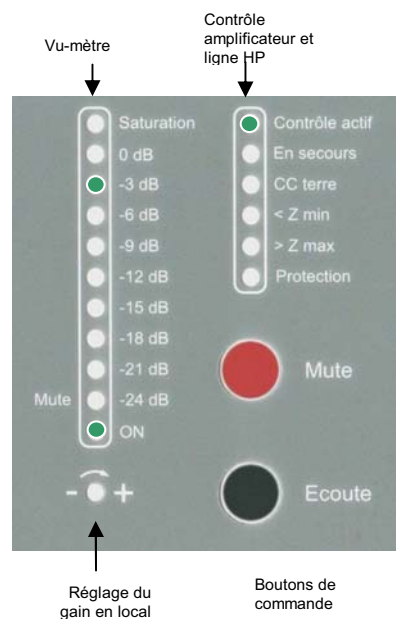 Vu-mètre
Contrôle
amplificateur et
ligne HP
Saturation
0 dB
-3 dB
-6 dB
-9 dB
-12 dB
-15 dB
-18 dB
-21 dB
Mute -24 dB
ON
- +
Contrôle actif
En secours
CC terre
< Z min
> Z max
Protection
Mute
Ecoute
Réglage du
gain en local
Boutons de
commande